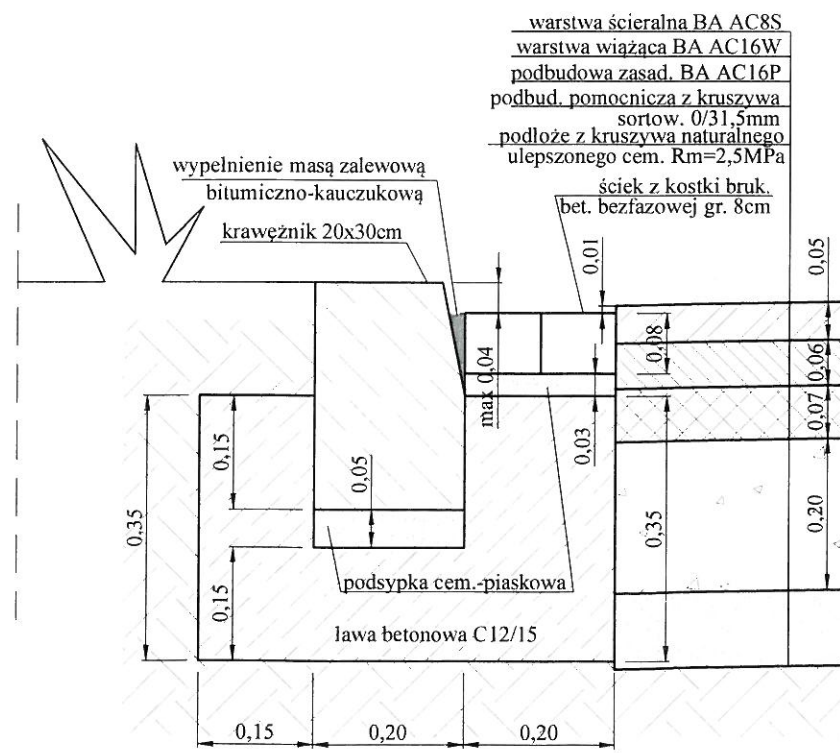 warstwa ścieralna BA AC8S
warstwa wiążąca BA AC16W
podbudowa zasad. BA AC16P
podbud. pomocnicza z kruszywa
sortow. 0/31,5mm
podłoże z kruszywa naturalnego
ulepszonego cem. Rm=2,5MPa
wypełnienie masą zalewową
bitumiczno-kauczukową
ściek z kostki bruk.
bet. bezfazowej gr. 8cm
krawężnik 20x30cm
0,01
0,05
0,08
0,06
max 0,04
0,07
0,15
0,05
0,03
0,20
0,35
0,35
podsypka cem.-piaskowa
0,15
ława betonowa C12/15
0,15
0,20
0,20